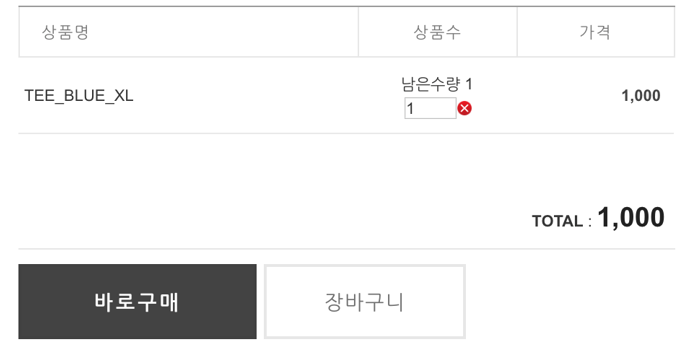 상품명 상품수 가격
TEE_BLUE_XL 남은수량 1 1,000
1
TOTAL : 1,000
바로구매 장바구니